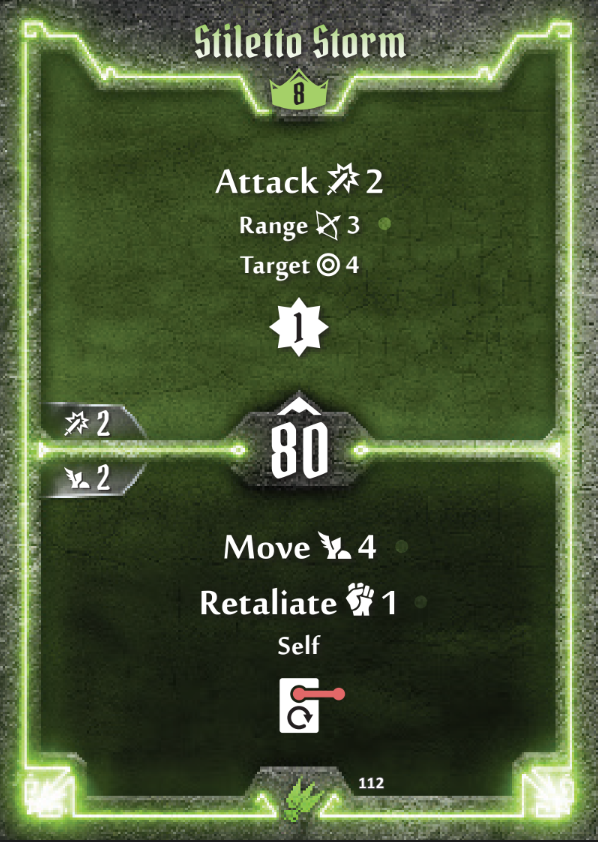 Stiletto Storm
8
Attack 2
Range 3
Target 4
1
2
80
2
Move 4
Retaliate 1
Self
112